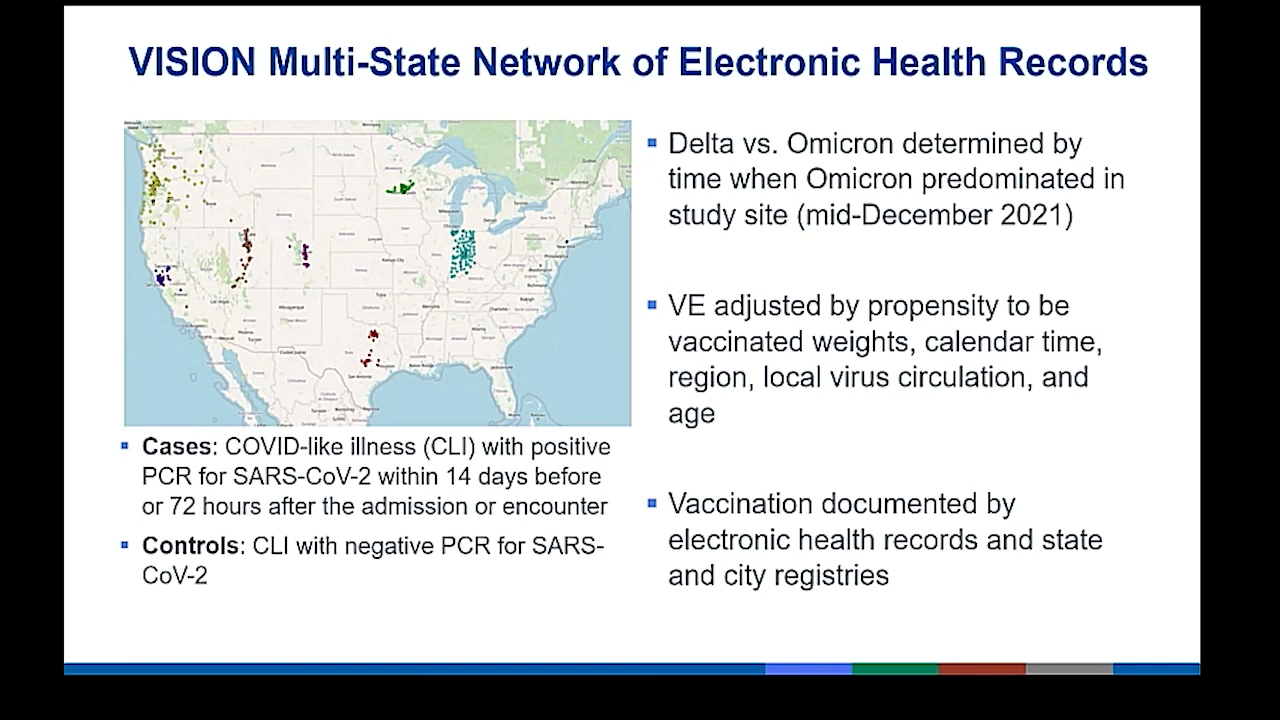 VISION Multi-State Network of Electronic Health Records
Cases: COVID-like illness (CLI) with positive
PCR for SARS-CoV-2 within 14 days before
or 72 hours after the admission or encounter
Controls: CLI with negative PCR for SARS-
CoV-2
Delta vs. Omicron determined by
time when Omicron predominated in
study site (mid-December 2021)
VE adjusted by propensity to be
vaccinated weights, calendar time,
region, local virus circulation, and
age
Vaccination documented by
electronic health records and state
and city registries